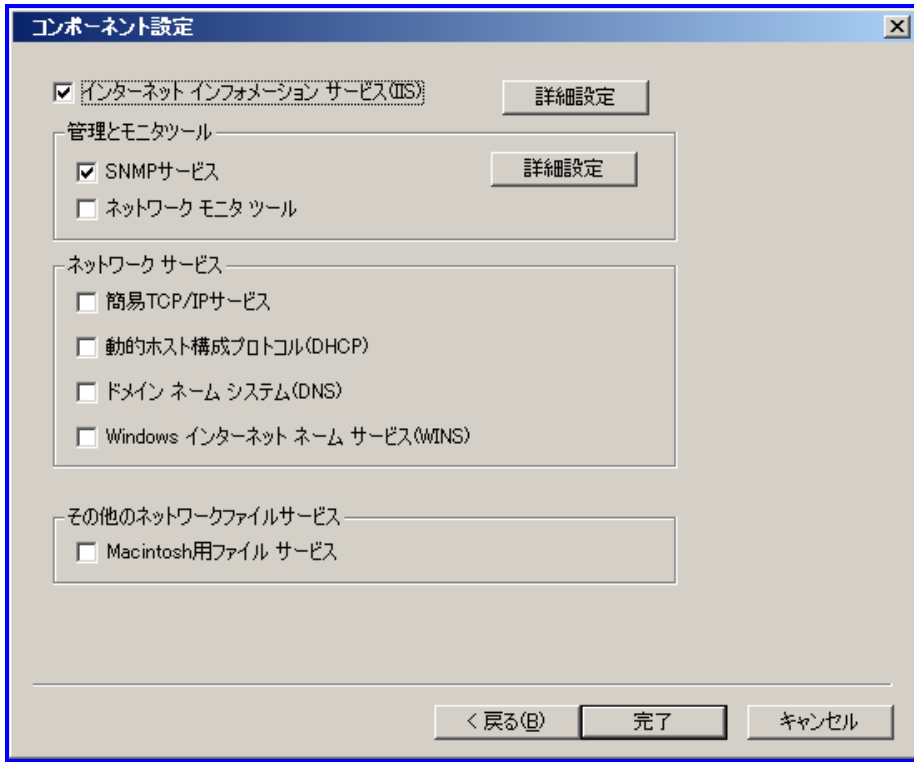 コンポーネント設定
インターネット インフォメーション サービス(IIS)
詳細設定
管理とモニタツール
SNMPサービス
詳細設定
ネットワーク モニタ ツール
ネットワーク サービス
簡易TCP/IPサービス
動的ホスト構成プロトコル(DHCP)
ドメイン ネーム システム(DNS)
Windows インターネット ネーム サービス(WINS)
その他のネットワークファイルサービス
Macintosh用ファイル サービス
< 戻る(B)
完了
キャンセル